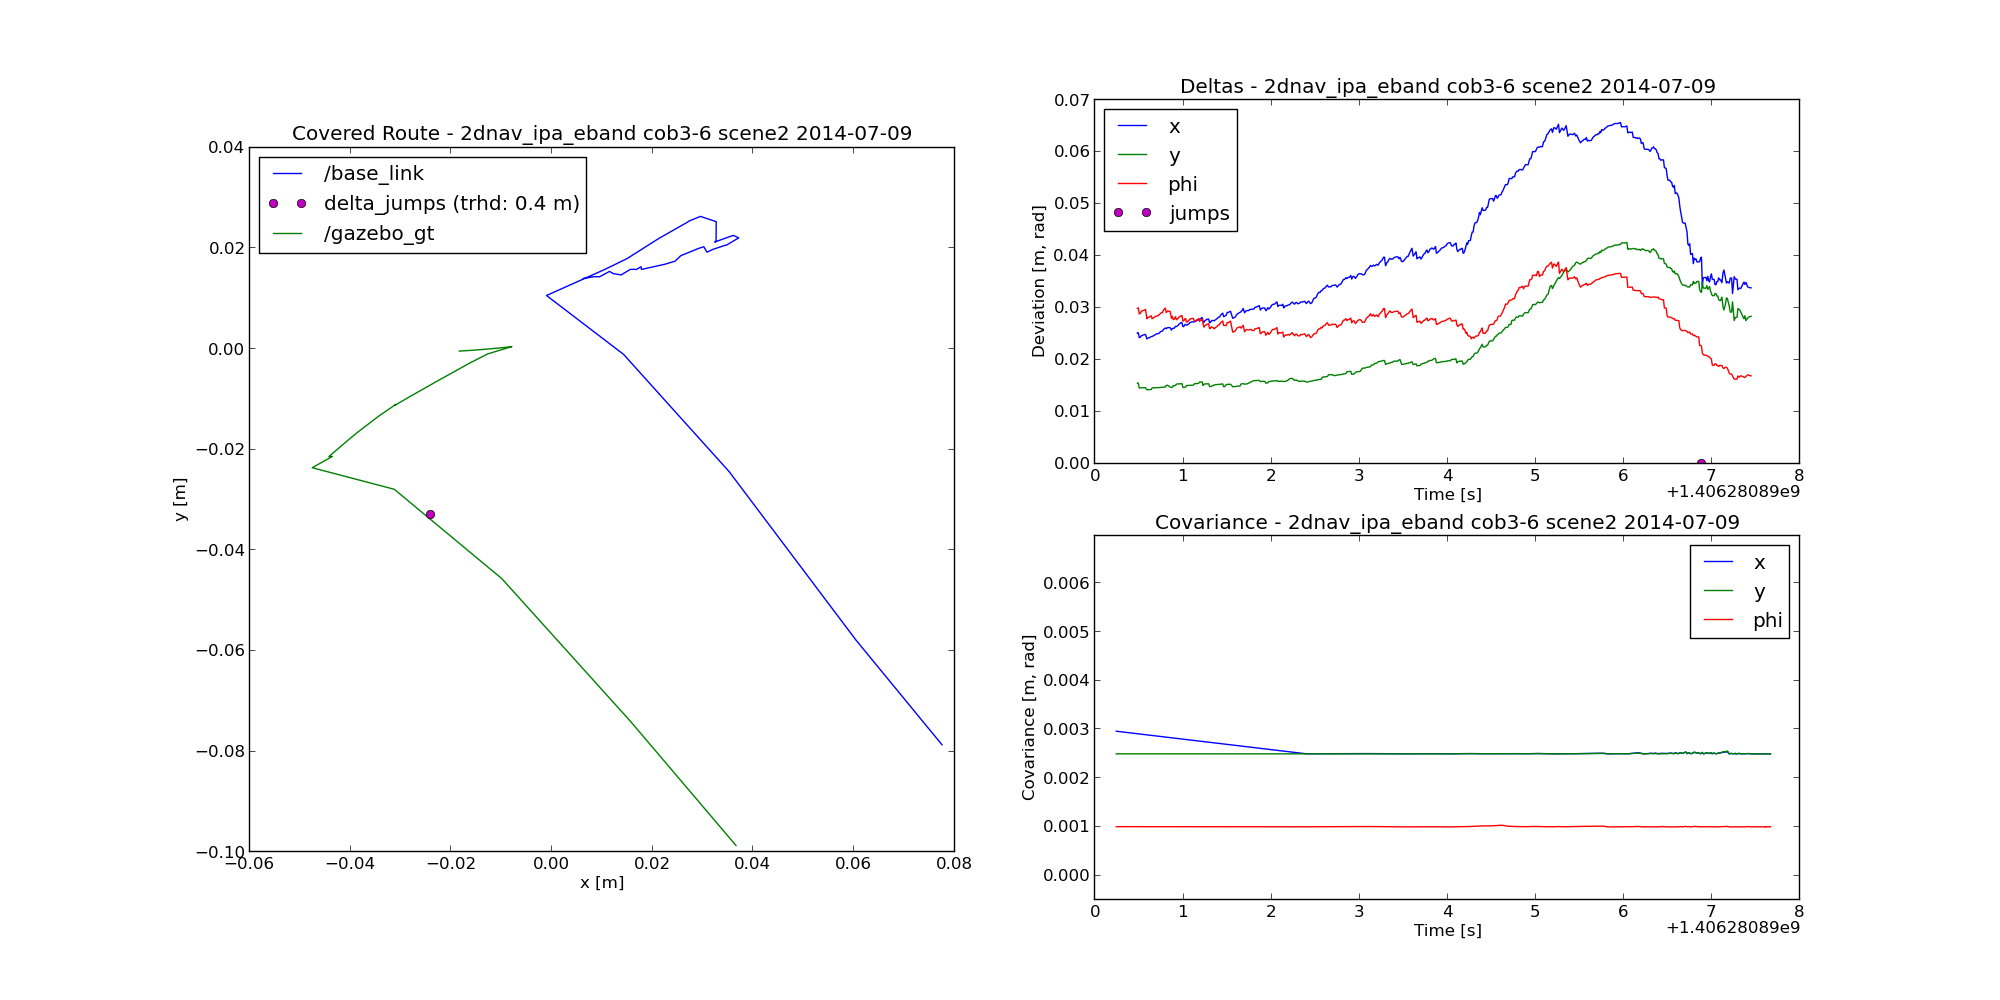 Covered Route - 2dnav_ipa_eband cob3-6 scene2 2014-07-09
0.04
0.02
0.00
−0.02
−0.04
−0.06
−0.08
−0.10
y [m]
/base_link
delta_jumps (trhd: 0.4 m)
/gazebo_gt
−0.06 −0.04 −0.02 0.00 0.02 0.04 0.06 0.08
x [m]
Deltas - 2dnav_ipa_eband cob3-6 scene2 2014-07-09
0.07
0.06
0.05
0.04
0.03
0.02
0.01
0.00
Deviation [m, rad]
x
y
phi
jumps
0 1 2 3 4 5 6 7 8
+1.40628089e9
Time [s]
Covariance - 2dnav_ipa_eband cob3-6 scene2 2014-07-09
0.006
0.005
0.004
0.003
0.002
0.001
0.000
Covariance [m, rad]
x
y
phi
0 1 2 3 4 5 6 7 8
+1.40628089e9
Time [s]